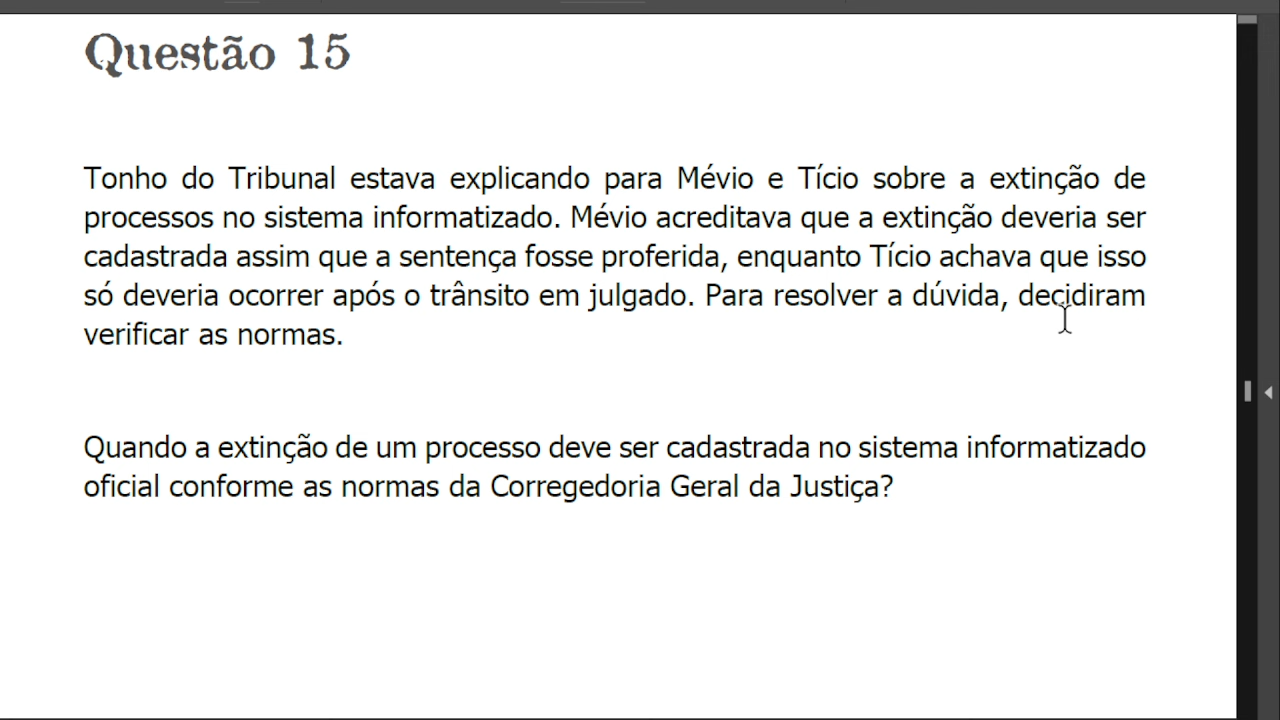 Questão 15
Tonho do Tribunal estava explicando para Mévio e Tício sobre a extinção de
processos no sistema informatizado. Mévio acreditava que a extinção deveria ser
cadastrada assim que a sentença fosse proferida, enquanto Tício achava que isso
só deveria ocorrer após o trânsito em julgado. Para resolver a dúvida, decidiram
verificar as normas.
Quando a extinção de um processo deve ser cadastrada no sistema informatizado
oficial conforme as normas da Corregedoria Geral da Justiça?